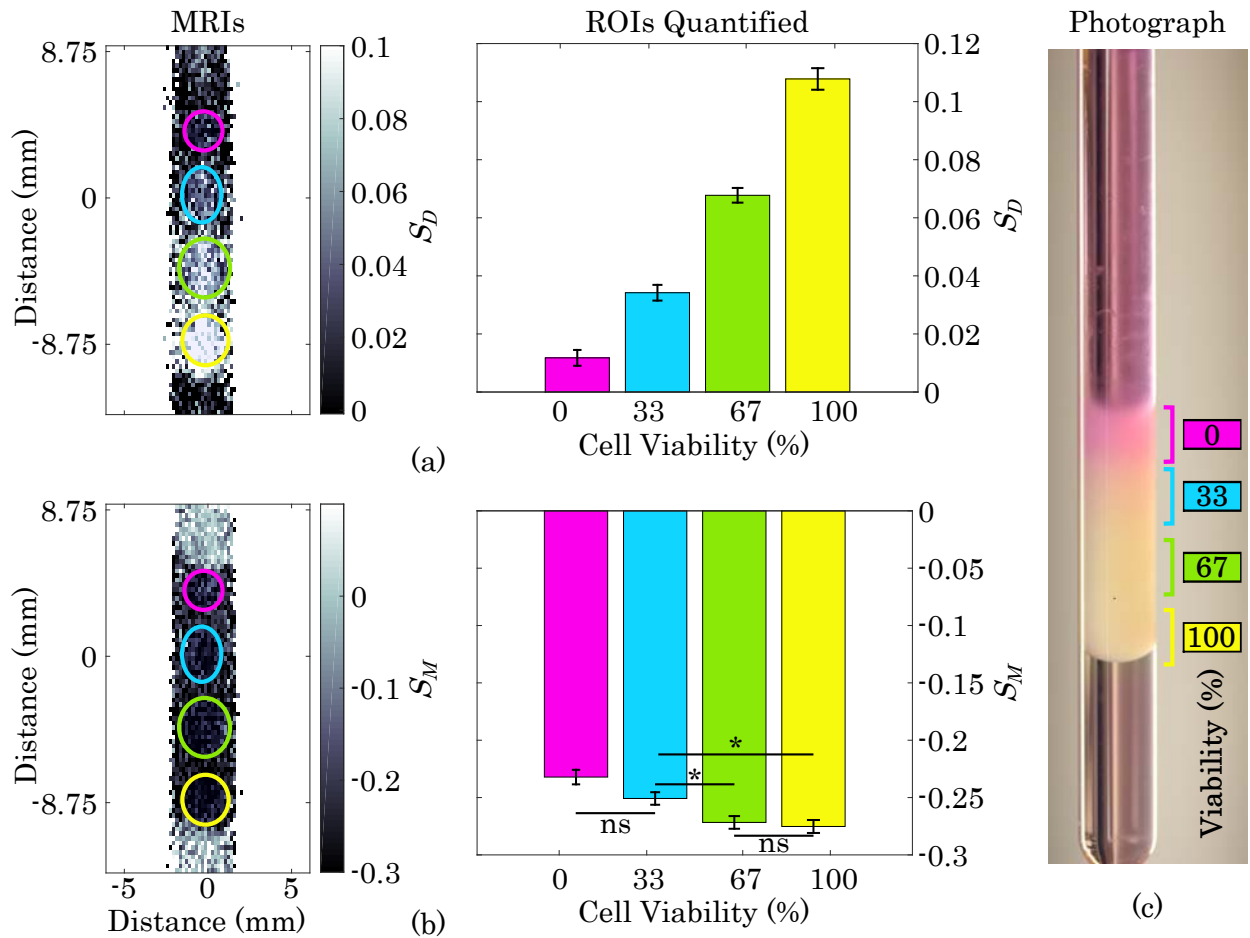 MRIs
ROIs Quantified
Photograph
8.75
0
-8.75
Distance (mm)
0.1
0.08
0.06
0.04
0.02
0
S_D
0.12
0.1
0.08
0.06
0.04
0.02
0
S_D
0 33 67 100
Cell Viability (%)
(a)
8.75
0
-8.75
Distance (mm)
-5 0 5
Distance (mm)
0
-0.1
-0.2
-0.3
S_M
0
-0.05
-0.1
-0.15
-0.2
-0.25
-0.3
S_M
*
*
ns
ns
0 33 67 100
Cell Viability (%)
(b)
0
33
67
100
Viability (%)
(c)